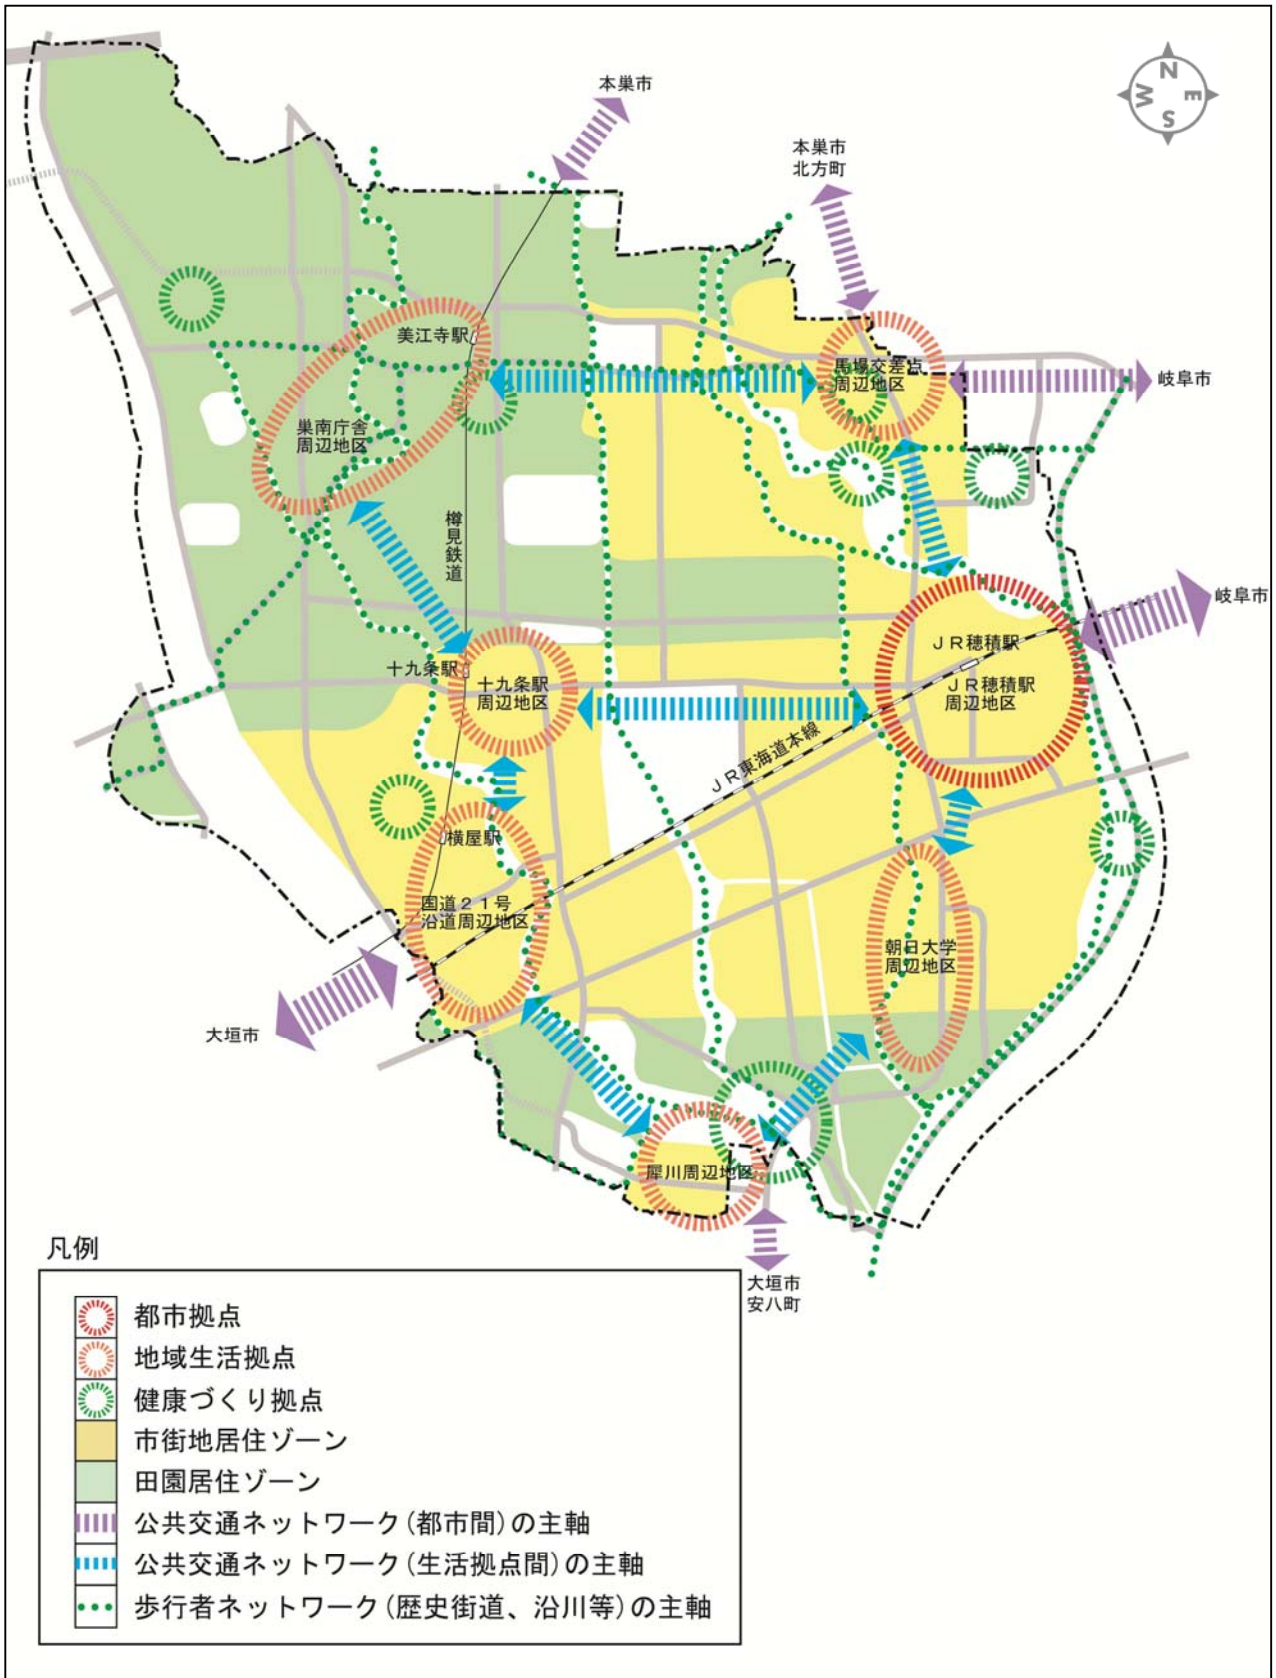 本巣市
N
W
E
S
本巣市
北方町
美江寺駅
馬場交差点
周辺地区
岐阜市
巣南庁舎
周辺地区
樽見鉄道
岐阜市
JR穂積駅
十九条駅
十九条駅
周辺地区
JR穂積駅
周辺地区
JR東海道本線
横屋駅
国道21号
沿道周辺地区
朝日大学
周辺地区
大垣市
犀川周辺地区
大垣市
安八町
凡例
都市拠点
地域生活拠点
健康づくり拠点
市街地居住ゾーン
田園居住ゾーン
公共交通ネットワーク(都市間)の主軸
公共交通ネットワーク(生活拠点間)の主軸
歩行者ネットワーク(歴史街道、沿川等)の主軸